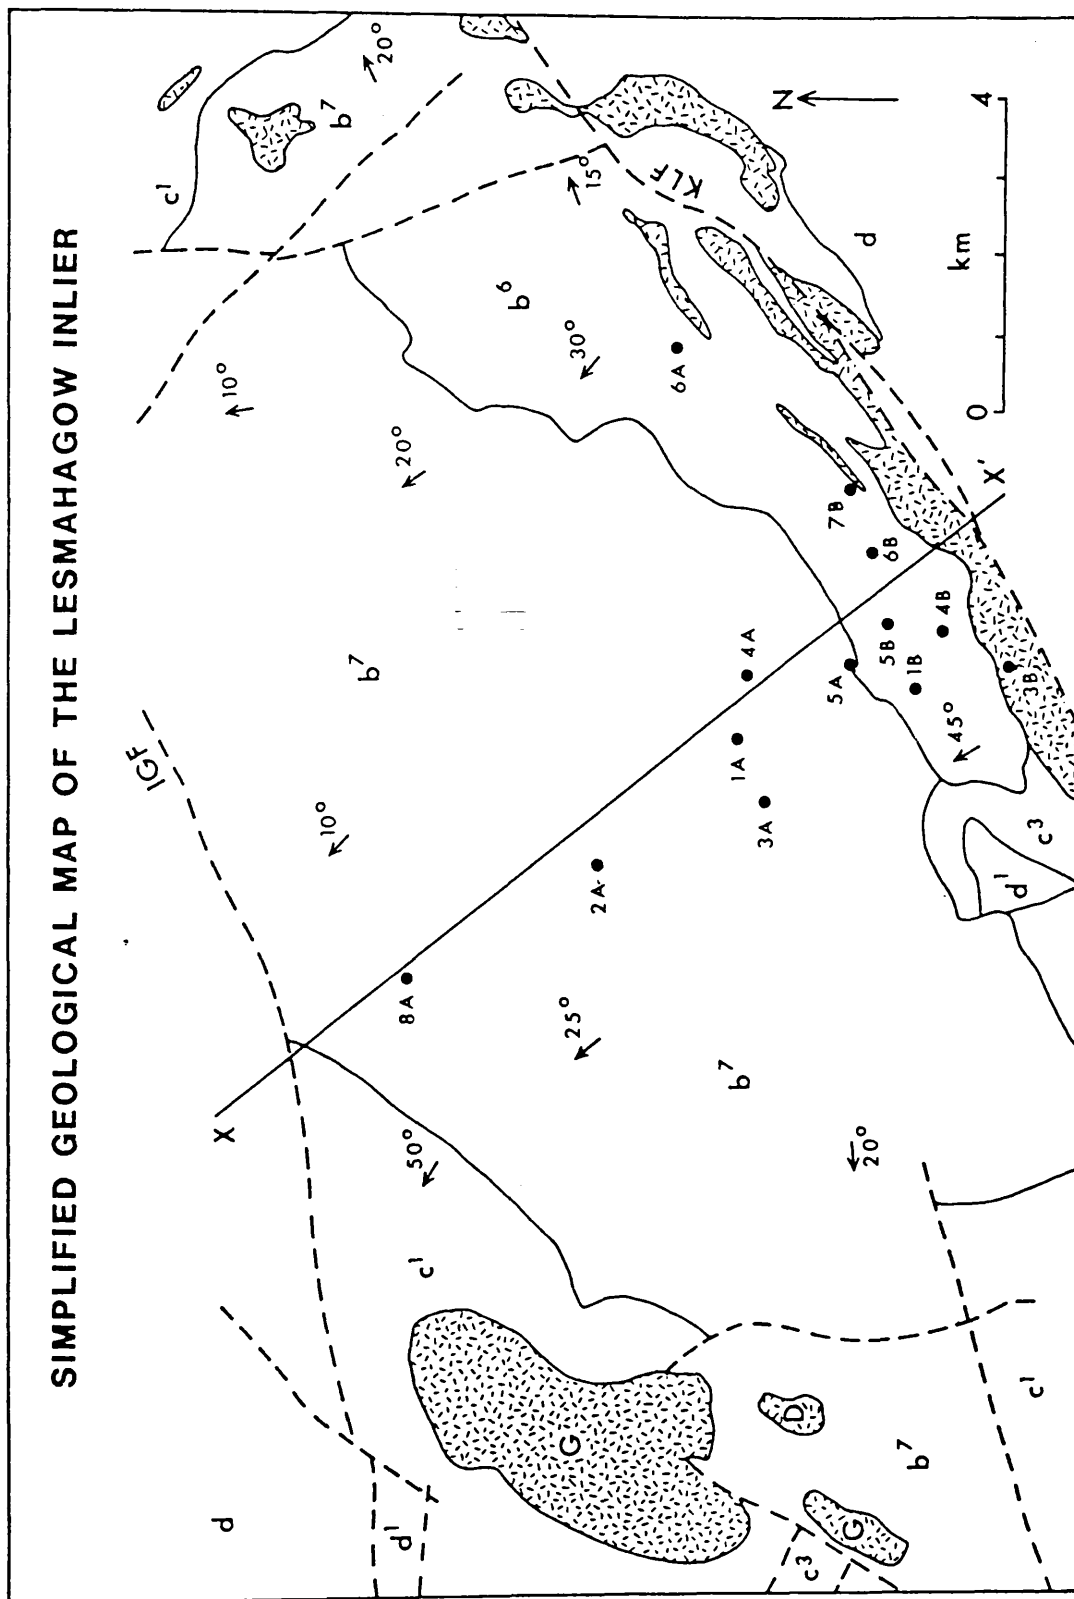 SIMPLIFIED GEOLOGICAL MAP OF THE LESMAHAGOW INLIER
X
IGF
d
d¹
c¹
G
c³
G
D
b⁷
c¹
50°
8A
10°
25°
b⁷
20°
2A
3A
1A
4A
b⁷
20°
10°
c¹
b⁷
20°
b⁶
30°
15°
6A
KLF
d
5A
1B
5B
6B
7B
4B
3B
45°
c³
d¹
X'
N
0
km
4